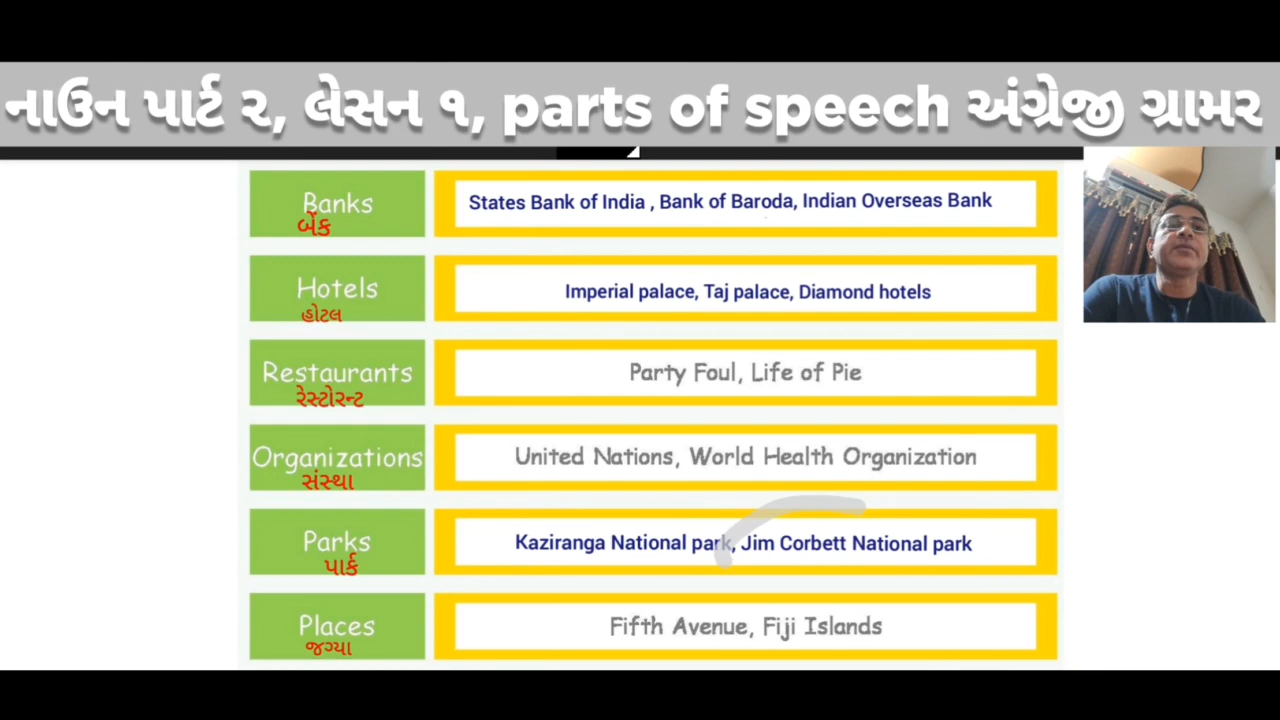 નાઉન પાર્ટ ૨, લેસન ૧, parts of speech અંગ્રેજી ગ્રામર
Banks
બેંક
States Bank of India , Bank of Baroda, Indian Overseas Bank
Hotels
હોટલ
Imperial palace, Taj palace, Diamond hotels
Restaurants
રેસ્ટોરન્ટ
Party Foul, Life of Pie
Organizations
સંસ્થા
United Nations, World Health Organization
Parks
પાર્ક
Kaziranga National park, Jim Corbett National park
Places
જગ્યા
Fifth Avenue, Fiji Islands